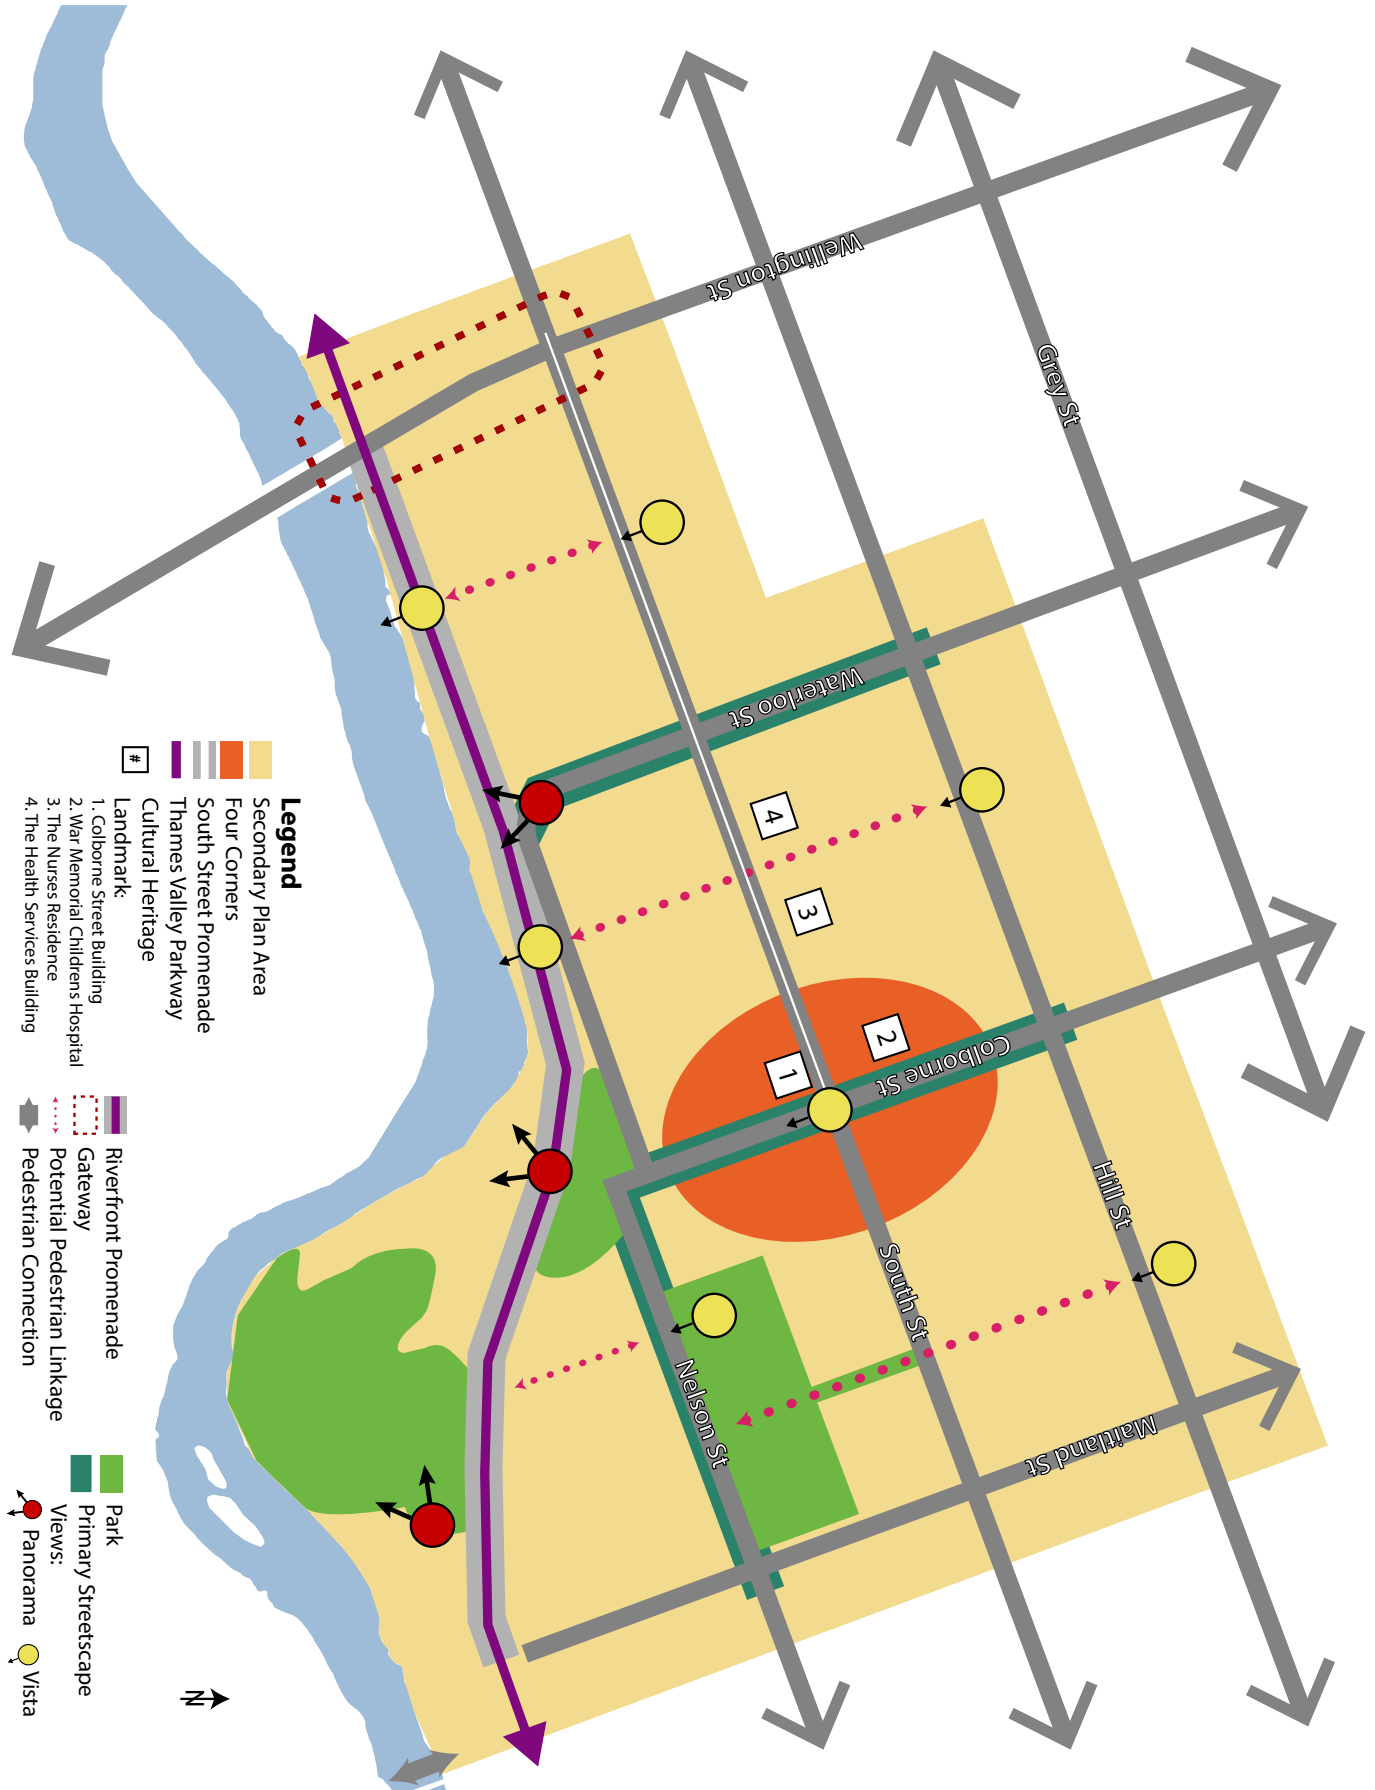 Grey St
Wellington St
Waterloo St
Colborne St
Hill St
Maitland St
South St
Nelson St
4
3
2
1
Legend
Secondary Plan Area
Four Corners
South Street Promenade
Thames Valley Parkway
Cultural Heritage
Landmark:
#
1. Colborne Street Building
2. War Memorial Childrens Hospital
3. The Nurses Residence
4. The Health Services Building
Riverfront Promenade
Gateway
Potential Pedestrian Linkage
Pedestrian Connection
Park
Primary Streetscape
Views:
Panorama
Vista
N